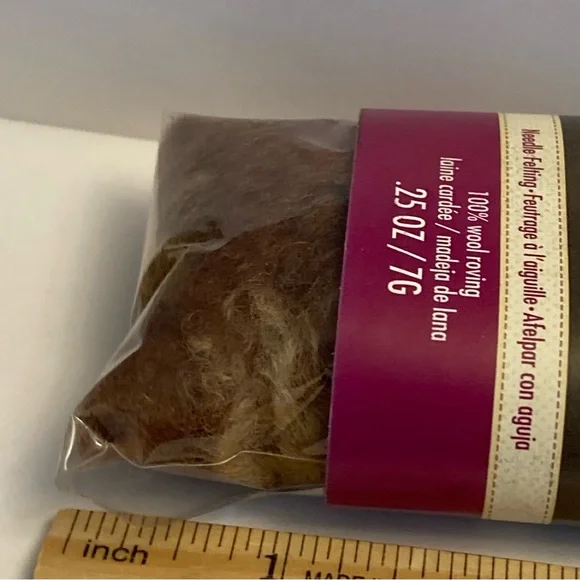 Needle Felting • Feutrage à l'aiguille • Afelpar con aguja
100% wool roving
laine cardée / madeja de lana
.25 OZ / 7G
inch 1 MADE